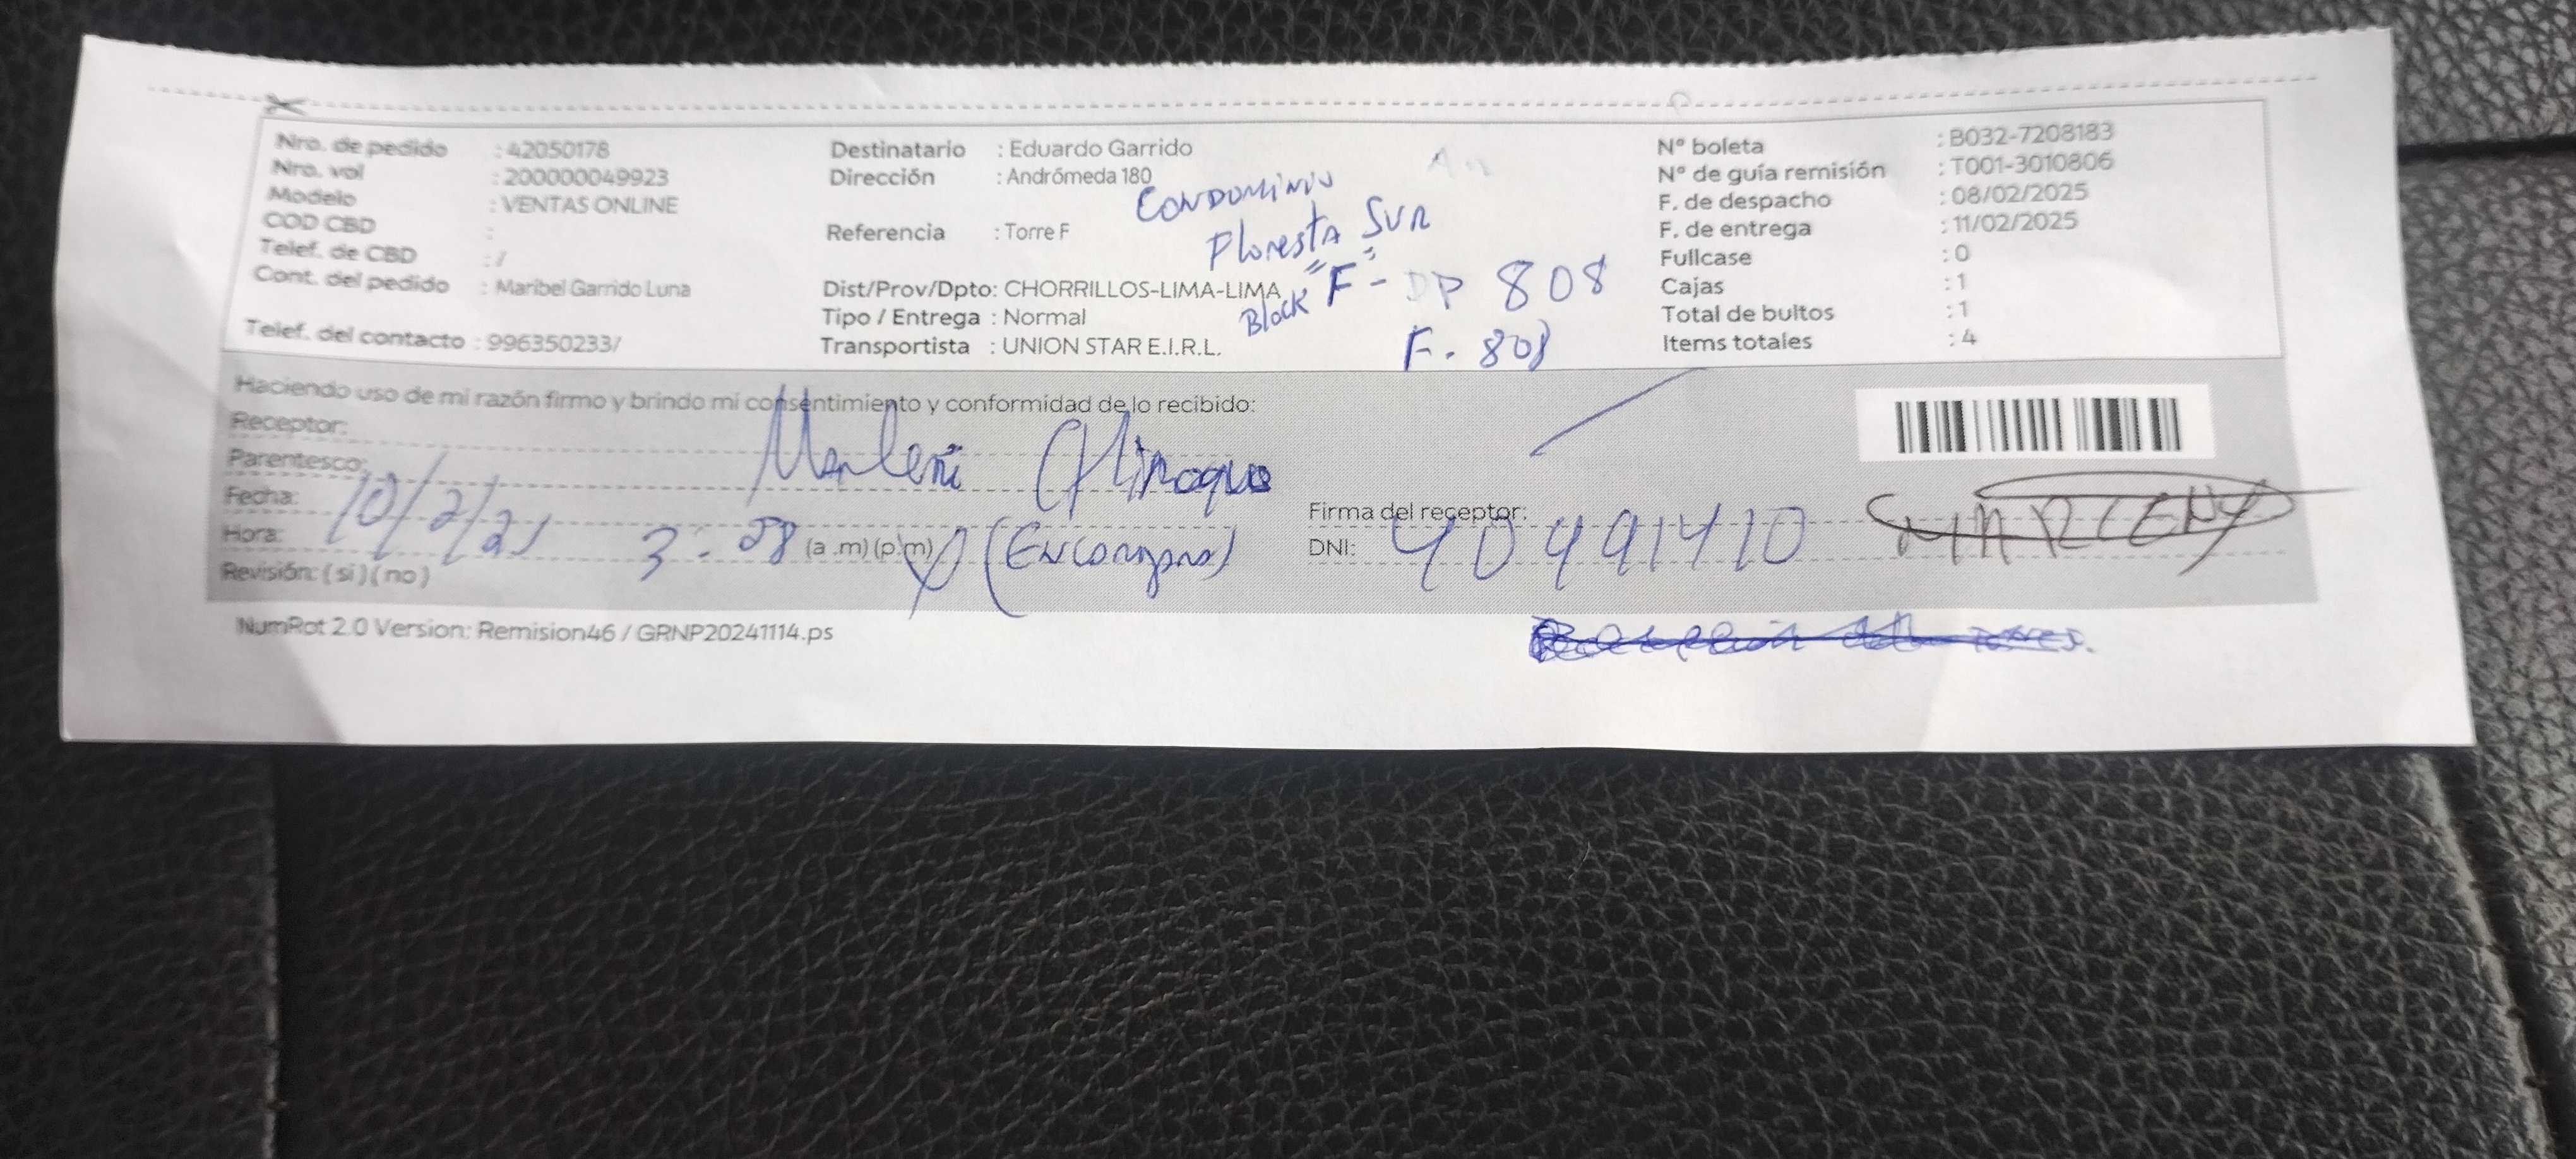 Nro. de pedido : 42050178
Nro. vol : 200000049923
Modelo : VENTAS ONLINE
COD CBD :
Telef. de CBD : /
Cont. del pedido : Maribel Garrido Luna
Telef. del contacto : 996350233/
Destinatario : Eduardo Garrido
Dirección : Andrómeda 180
CONDOMINIO
Floresta SUR
Referencia : Torre F
Dist/Prov/Dpto: CHORRILLOS-LIMA-LIMA
Block "F" - DP 808
Tipo / Entrega : Normal
Transportista : UNION STAR E.I.R.L.
F. 808
N° boleta : B032-7208183
N° de guía remisión : T001-3010806
F. de despacho : 08/02/2025
F. de entrega : 11/02/2025
Fullcase : 0
Cajas : 1
Total de bultos : 1
Items totales : 4
Haciendo uso de mi razón firmo y brindo mi consentimiento y conformidad de lo recibido:
Receptor:
Parentesco:
Fecha: 10/2/21
Hora: 3:08 (a .m) (p.m)
Revisión: ( si ) ( no )
Firma del receptor:
DNI: 40491410
NumRot 2.0 Version: Remision46 / GRNP20241114.ps